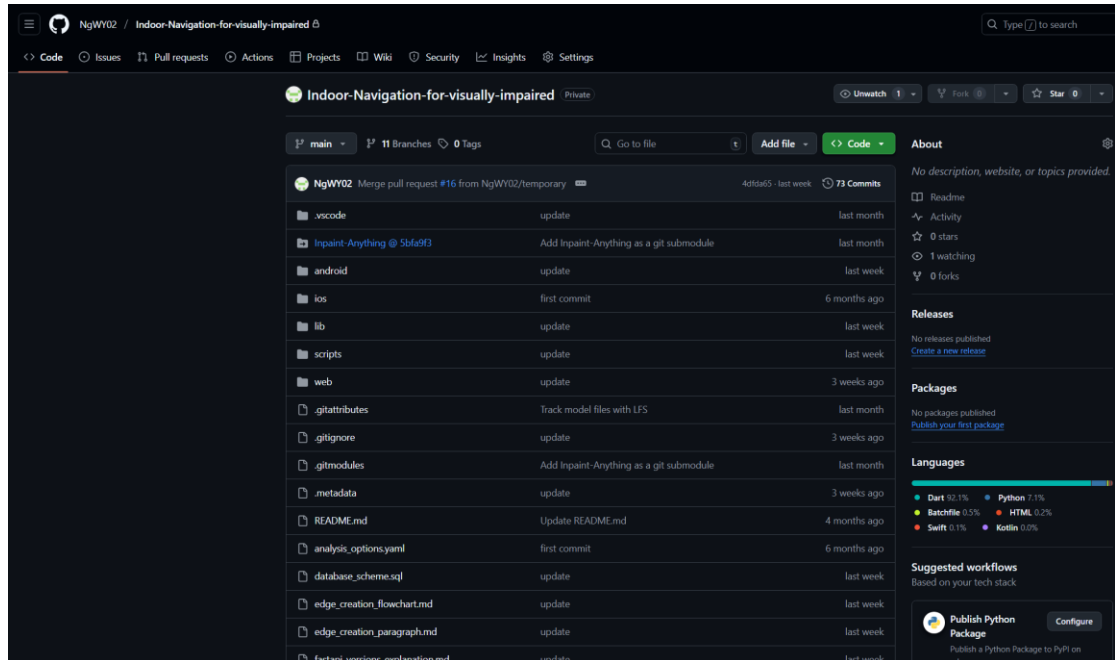 NgWY02 / Indoor-Navigation-for-visually-impaired
Type / to search
Code Issues Pull requests Actions Projects Wiki Security Insights Settings
Indoor-Navigation-for-visually-impaired Private
Unwatch 1 Fork 0 Star 0
main 11 Branches 0 Tags Go to file t Add file Code
NgWY02 Merge pull request #16 from NgWY02/temporary 4dfda65 · last week 73 Commits
.vscode update last month
Inpaint-Anything @ 5bfa9f3 Add Inpaint-Anything as a git submodule last month
android update last week
ios first commit 6 months ago
lib update last week
scripts update last week
web update 3 weeks ago
.gitattributes Track model files with LFS last month
.gitignore update 3 weeks ago
.gitmodules Add Inpaint-Anything as a git submodule last month
.metadata update 3 weeks ago
README.md Update README.md 4 months ago
analysis_options.yaml first commit 6 months ago
database_scheme.sql update last week
edge_creation_flowchart.md update last week
edge_creation_paragraph.md update last week
fastapi_versions_explanation.md update last week
About
No description, website, or topics provided.
Readme
Activity
0 stars
1 watching
0 forks
Releases
No releases published
Create a new release
Packages
No packages published
Publish your first package
Languages
Dart 92.1% Python 7.1%
Batchfile 0.5% HTML 0.2%
Swift 0.1% Kotlin 0.0%
Suggested workflows
Based on your tech stack
Publish Python Configure
Package
Publish a Python Package to PyPI on